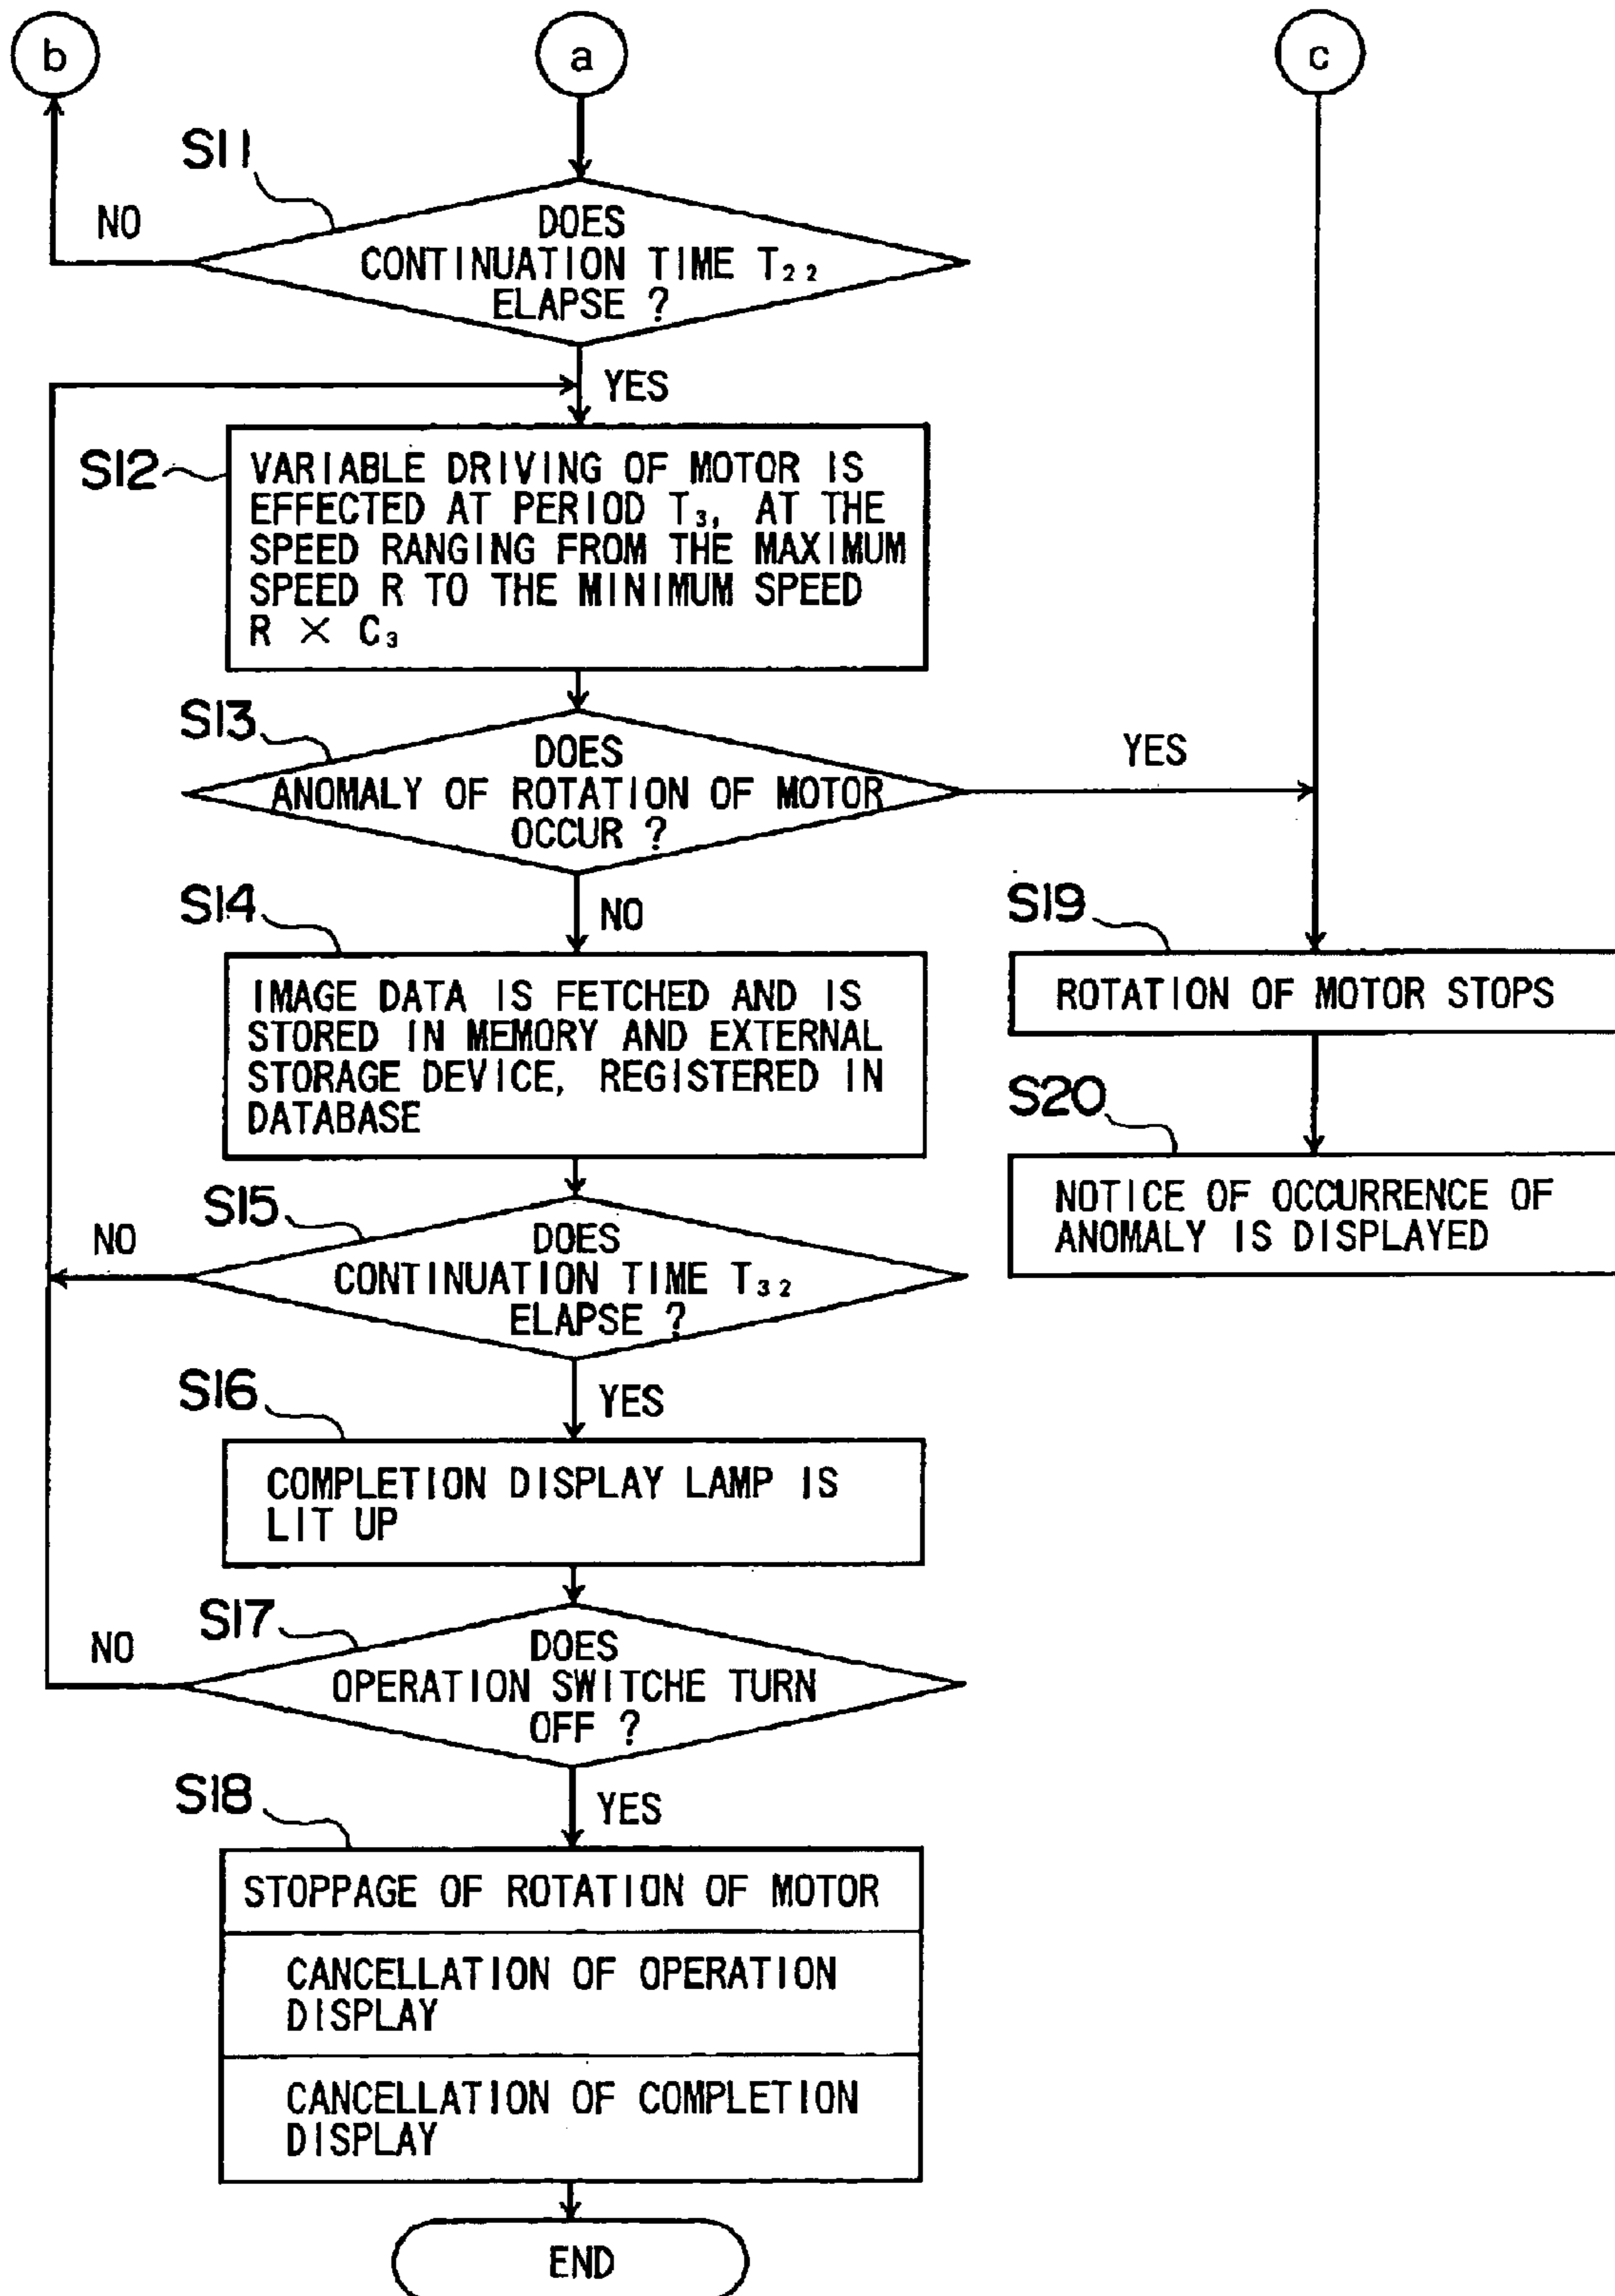 b
a
c
S11
NO
DOES
CONTINUATION TIME T₂₂
ELAPSE ?
YES
S12
VARIABLE DRIVING OF MOTOR IS
EFFECTED AT PERIOD T₃, AT THE
SPEED RANGING FROM THE MAXIMUM
SPEED R TO THE MINIMUM SPEED
R × C₃
S13
DOES
ANOMALY OF ROTATION OF MOTOR
OCCUR ?
YES
NO
S14
IMAGE DATA IS FETCHED AND IS
STORED IN MEMORY AND EXTERNAL
STORAGE DEVICE, REGISTERED IN
DATABASE
S19
ROTATION OF MOTOR STOPS
S20
NOTICE OF OCCURRENCE OF
ANOMALY IS DISPLAYED
S15
NO
DOES
CONTINUATION TIME T₃₂
ELAPSE ?
YES
S16
COMPLETION DISPLAY LAMP IS
LIT UP
S17
NO
DOES
OPERATION SWITCHE TURN
OFF ?
YES
S18
STOPPAGE OF ROTATION OF MOTOR
CANCELLATION OF OPERATION
DISPLAY
CANCELLATION OF COMPLETION
DISPLAY
END